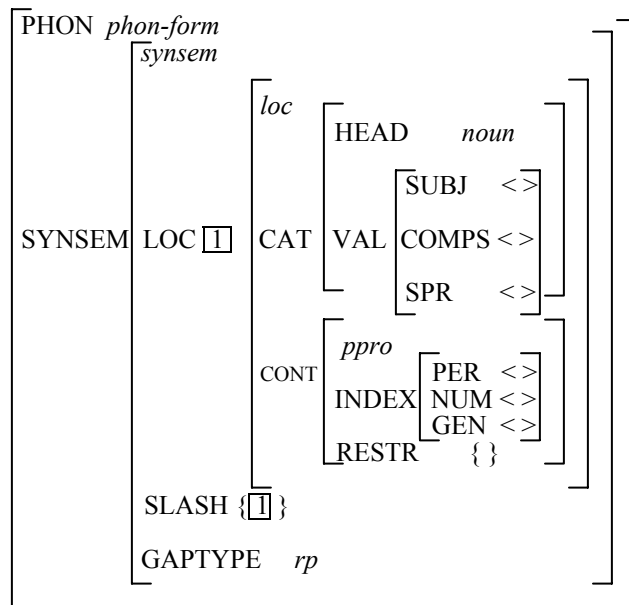 PHON phon-form
synsem
loc
HEAD noun
SUBJ < >
SYNSEM LOC 1 CAT VAL COMPS < >
SPR < >
ppro
CONT
PER < >
INDEX NUM < >
GEN < >
RESTR { }
SLASH { 1 }
GAPTYPE rp